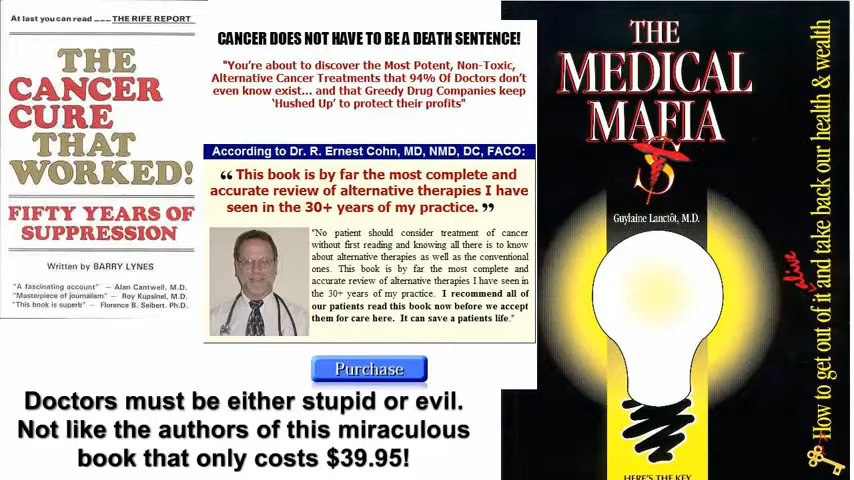 At last you can read ___ THE RIFE REPORT
THE
CANCER
CURE
THAT
WORKED!
FIFTY YEARS OF
SUPPRESSION
Written by BARRY LYNES
"A fascinating account" — Alan Cantwell, M.D.
"Masterpiece of journalism" — Roy Kupsinel, M.D.
"This book is superb" — Florence B. Seibert. Ph.D.
CANCER DOES NOT HAVE TO BE A DEATH SENTENCE!
"You're about to discover the Most Potent, Non-Toxic,
Alternative Cancer Treatments that 94% Of Doctors don't
even know exist... and that Greedy Drug Companies keep
'Hushed Up' to protect their profits"
According to Dr. R. Ernest Cohn, MD, NMD, DC, FACO:
“ This book is by far the most complete and
accurate review of alternative therapies I have
seen in the 30+ years of my practice. ”
"No patient should consider treatment of cancer
without first reading and knowing all there is to know
about alternative therapies as well as the conventional
ones. This book is by far the most complete and
accurate review of alternative therapies I have seen in
the 30+ years of my practice. I recommend all of
our patients read this book now before we accept
them for care here. It can save a patients life."
Purchase
Doctors must be either stupid or evil.
Not like the authors of this miraculous
book that only costs $39.95!
THE
MEDICAL
MAFIA
Guylaine Lanctôt, M.D.
HERE'S THE KEY
How to get out of it alive and take back our health & wealth